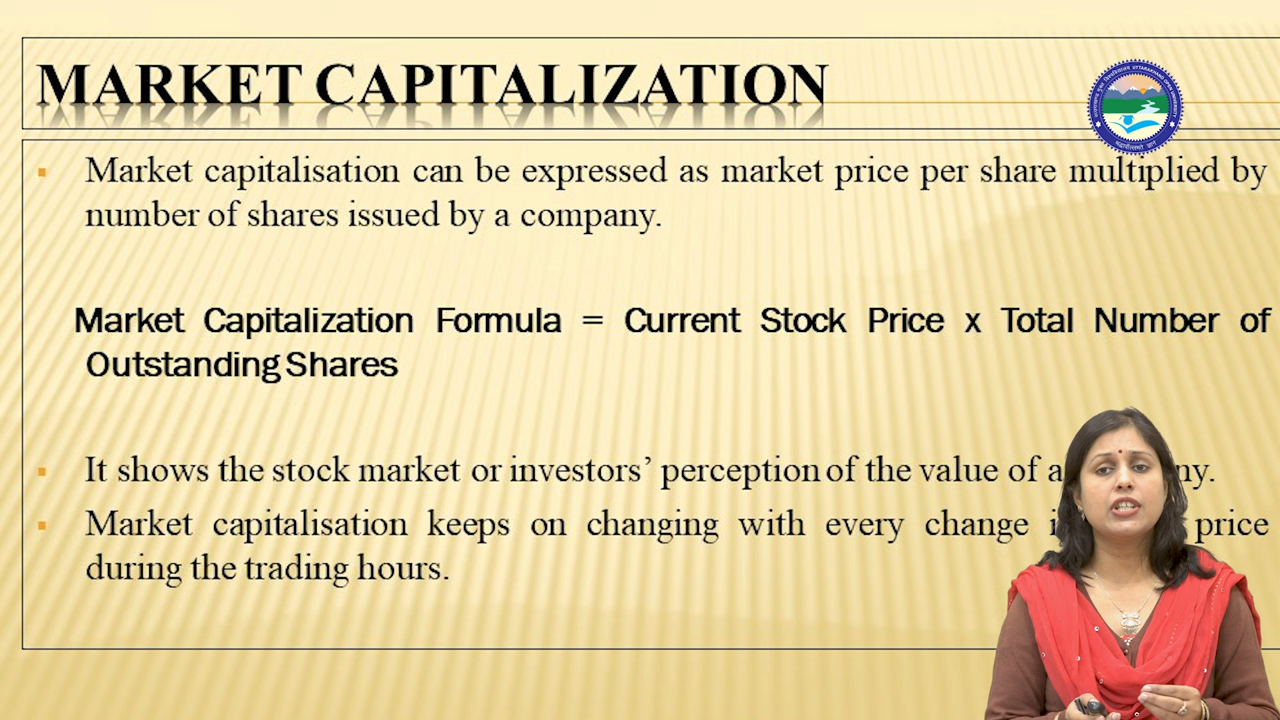 MARKET CAPITALIZATION
▪ Market capitalisation can be expressed as market price per share multiplied by
number of shares issued by a company.
Market Capitalization Formula = Current Stock Price x Total Number of
Outstanding Shares
▪ It shows the stock market or investors’ perception of the value of a
▪ Market capitalisation keeps on changing with every change price
during the trading hours.